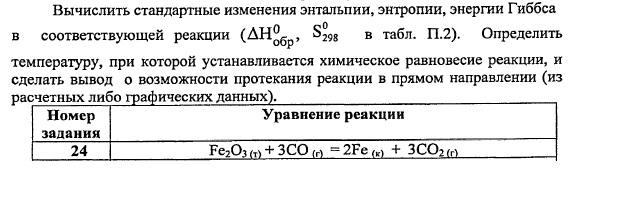 Вычислить стандартные изменения энтальпии, энтропии, энергии Гиббса
в соответствующей реакции (ΔH⁰обр, S⁰298 в табл. П.2). Определить
температуру, при которой устанавливается химическое равновесие реакции, и
сделать вывод о возможности протекания реакции в прямом направлении (из
расчетных либо графических данных).
Номер задания Уравнение реакции
24 Fe₂O₃ (т) + 3CO (г) = 2Fe (к) + 3CO₂ (г)